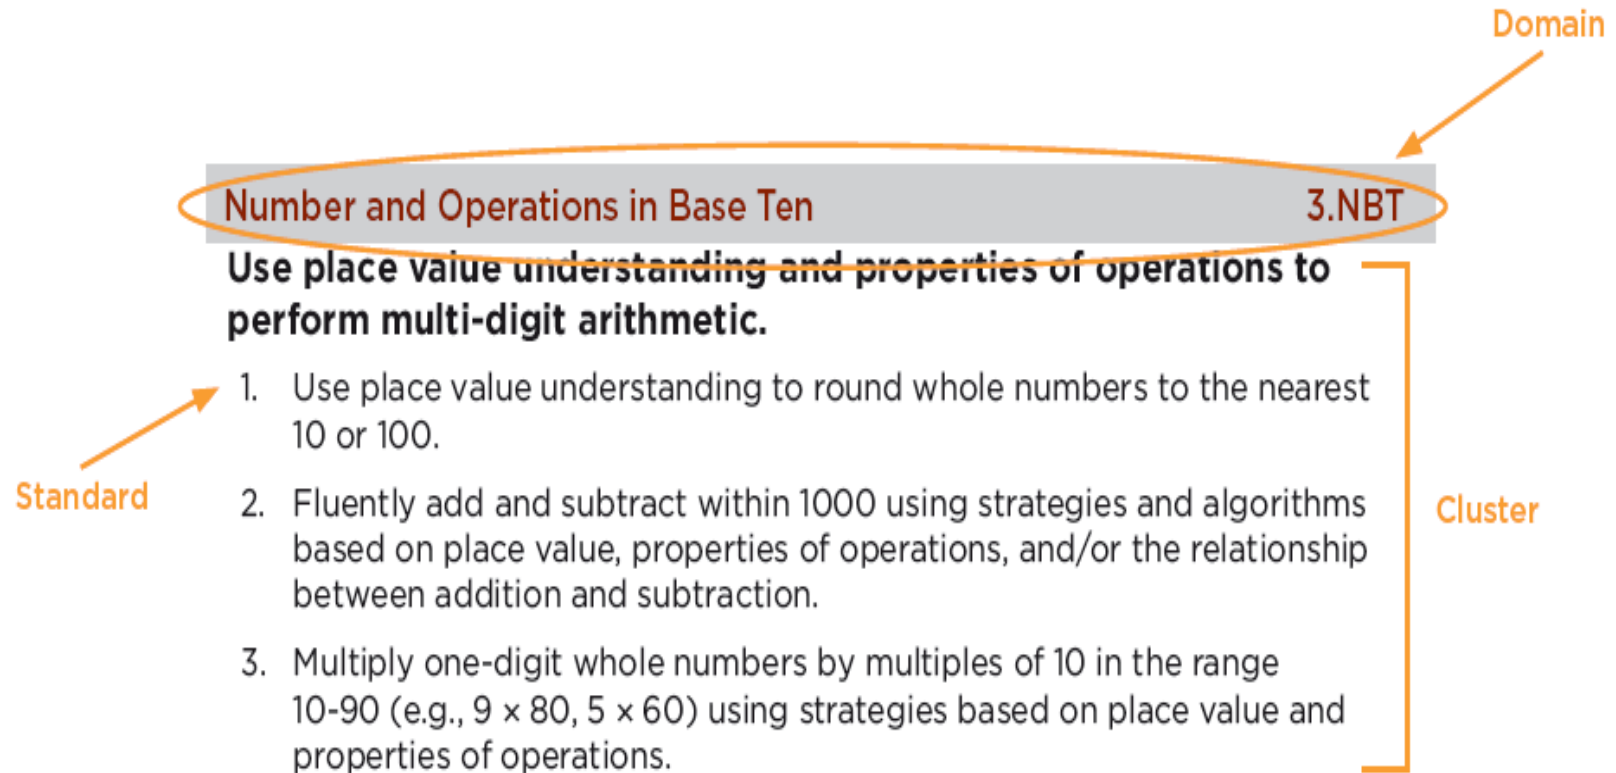 Domain
Number and Operations in Base Ten 3.NBT
Use place value understanding and properties of operations to
perform multi-digit arithmetic.
1. Use place value understanding to round whole numbers to the nearest
10 or 100.
Standard
2. Fluently add and subtract within 1000 using strategies and algorithms
based on place value, properties of operations, and/or the relationship
between addition and subtraction.
Cluster
3. Multiply one-digit whole numbers by multiples of 10 in the range
10-90 (e.g., 9 × 80, 5 × 60) using strategies based on place value and
properties of operations.